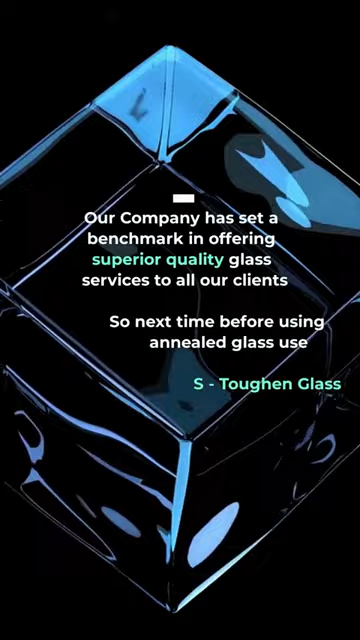 Our Company has set a
benchmark in offering
superior quality glass
services to all our clients
So next time before using
annealed glass use
S - Toughen Glass